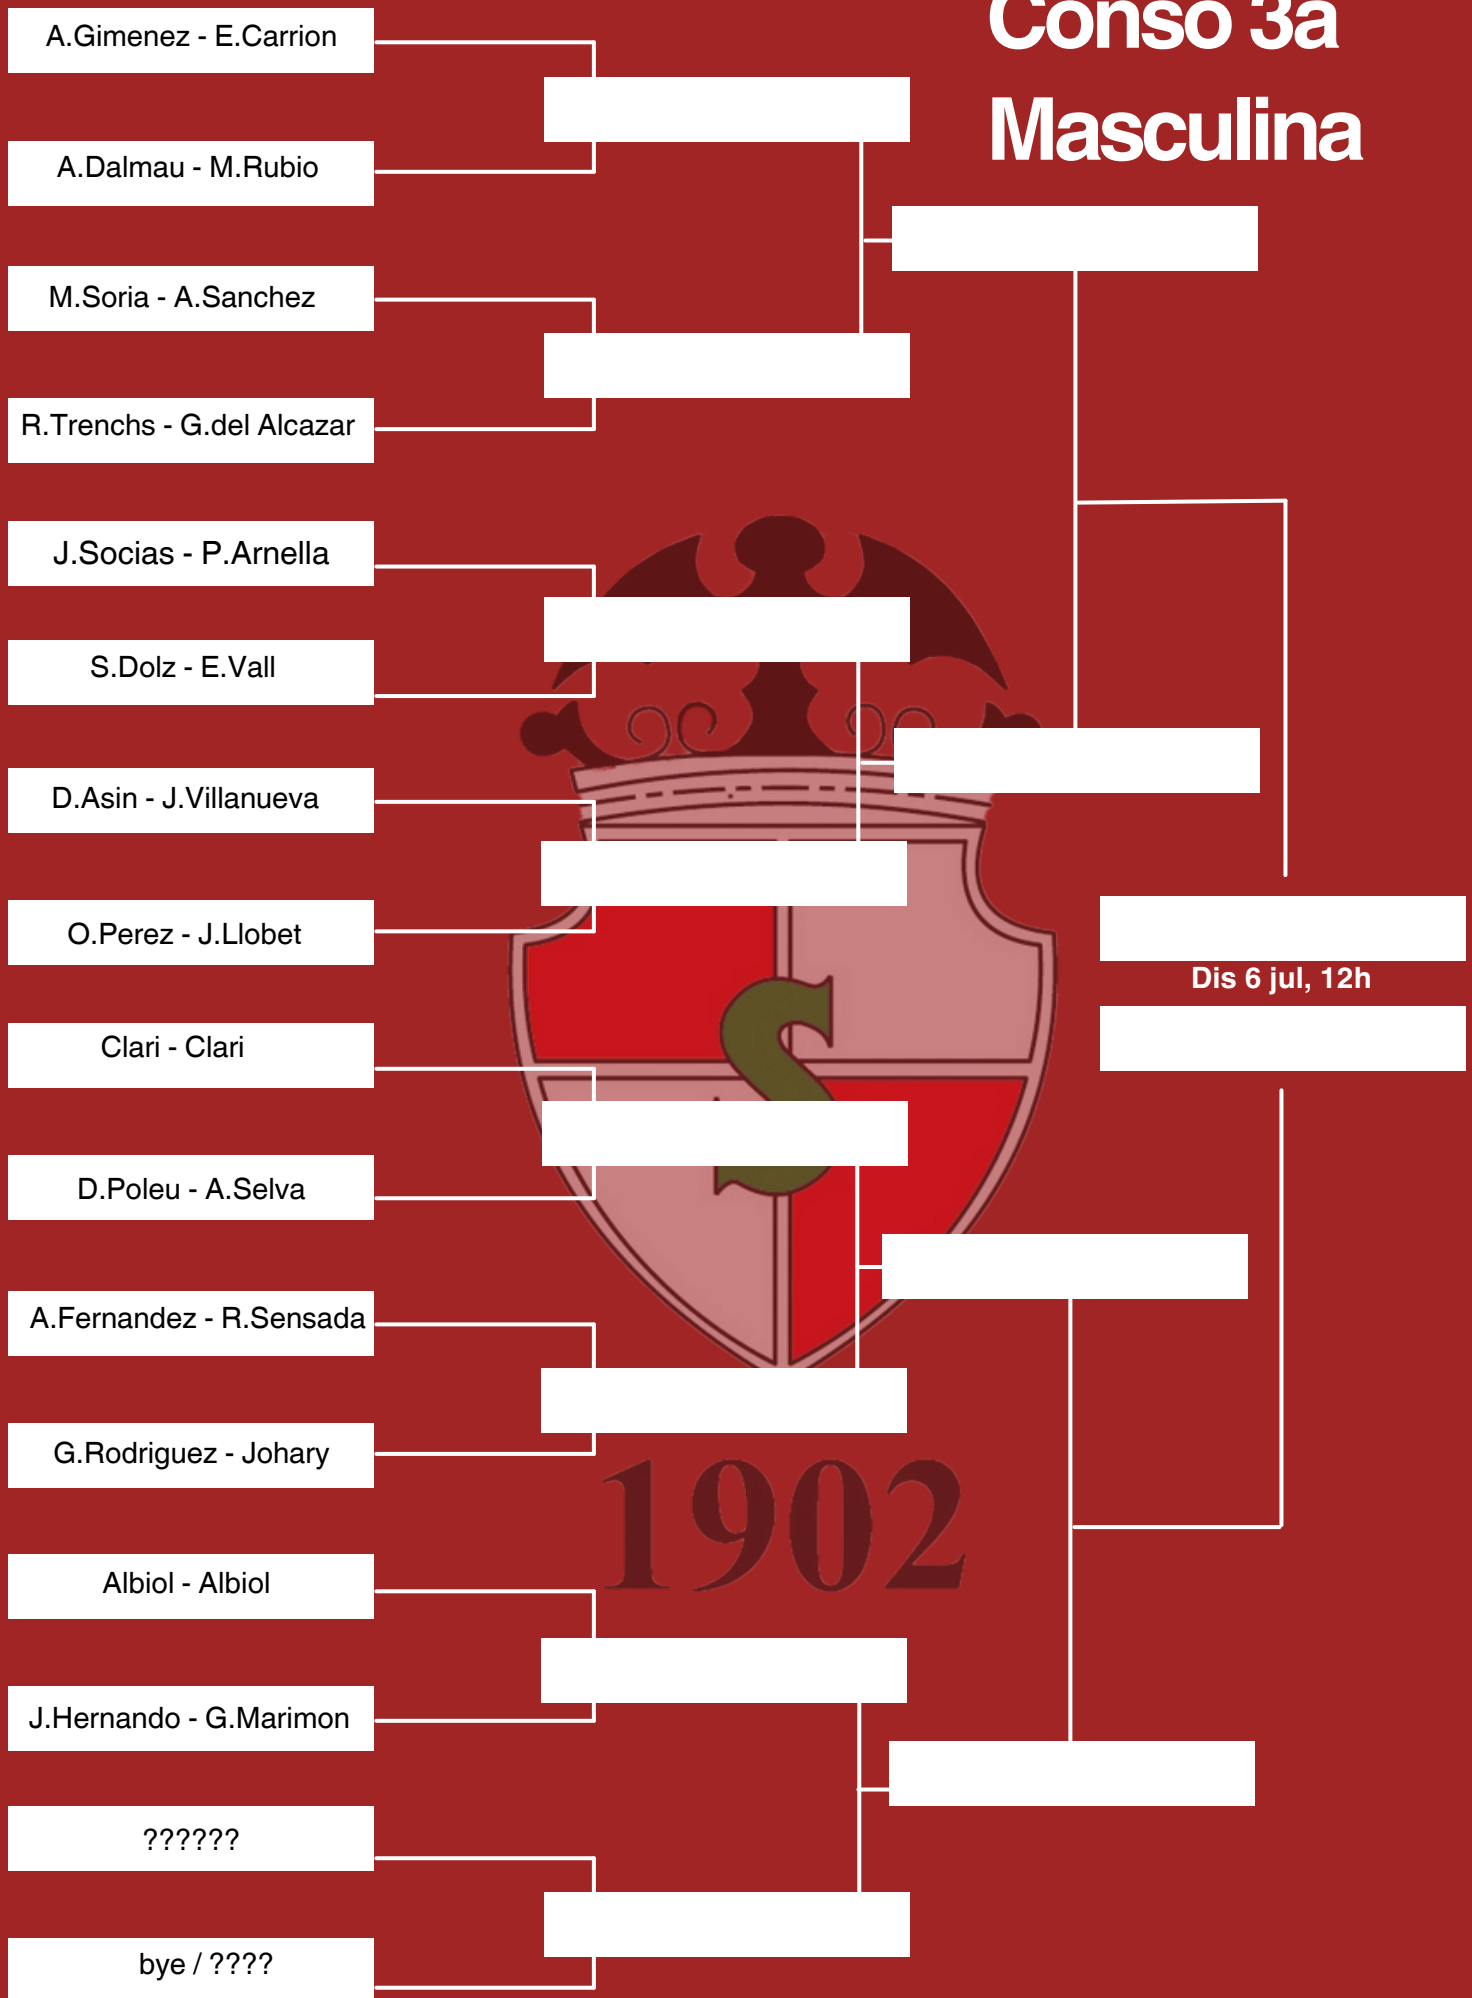 Conso 3a
Masculina
A.Gimenez - E.Carrion
A.Dalmau - M.Rubio
M.Soria - A.Sanchez
R.Trenchs - G.del Alcazar
J.Socias - P.Arnella
S.Dolz - E.Vall
D.Asin - J.Villanueva
O.Perez - J.Llobet
Dis 6 jul, 12h
Clari - Clari
D.Poleu - A.Selva
A.Fernandez - R.Sensada
G.Rodriguez - Johary
S
1902
Albiol - Albiol
J.Hernando - G.Marimon
??????
bye / ????